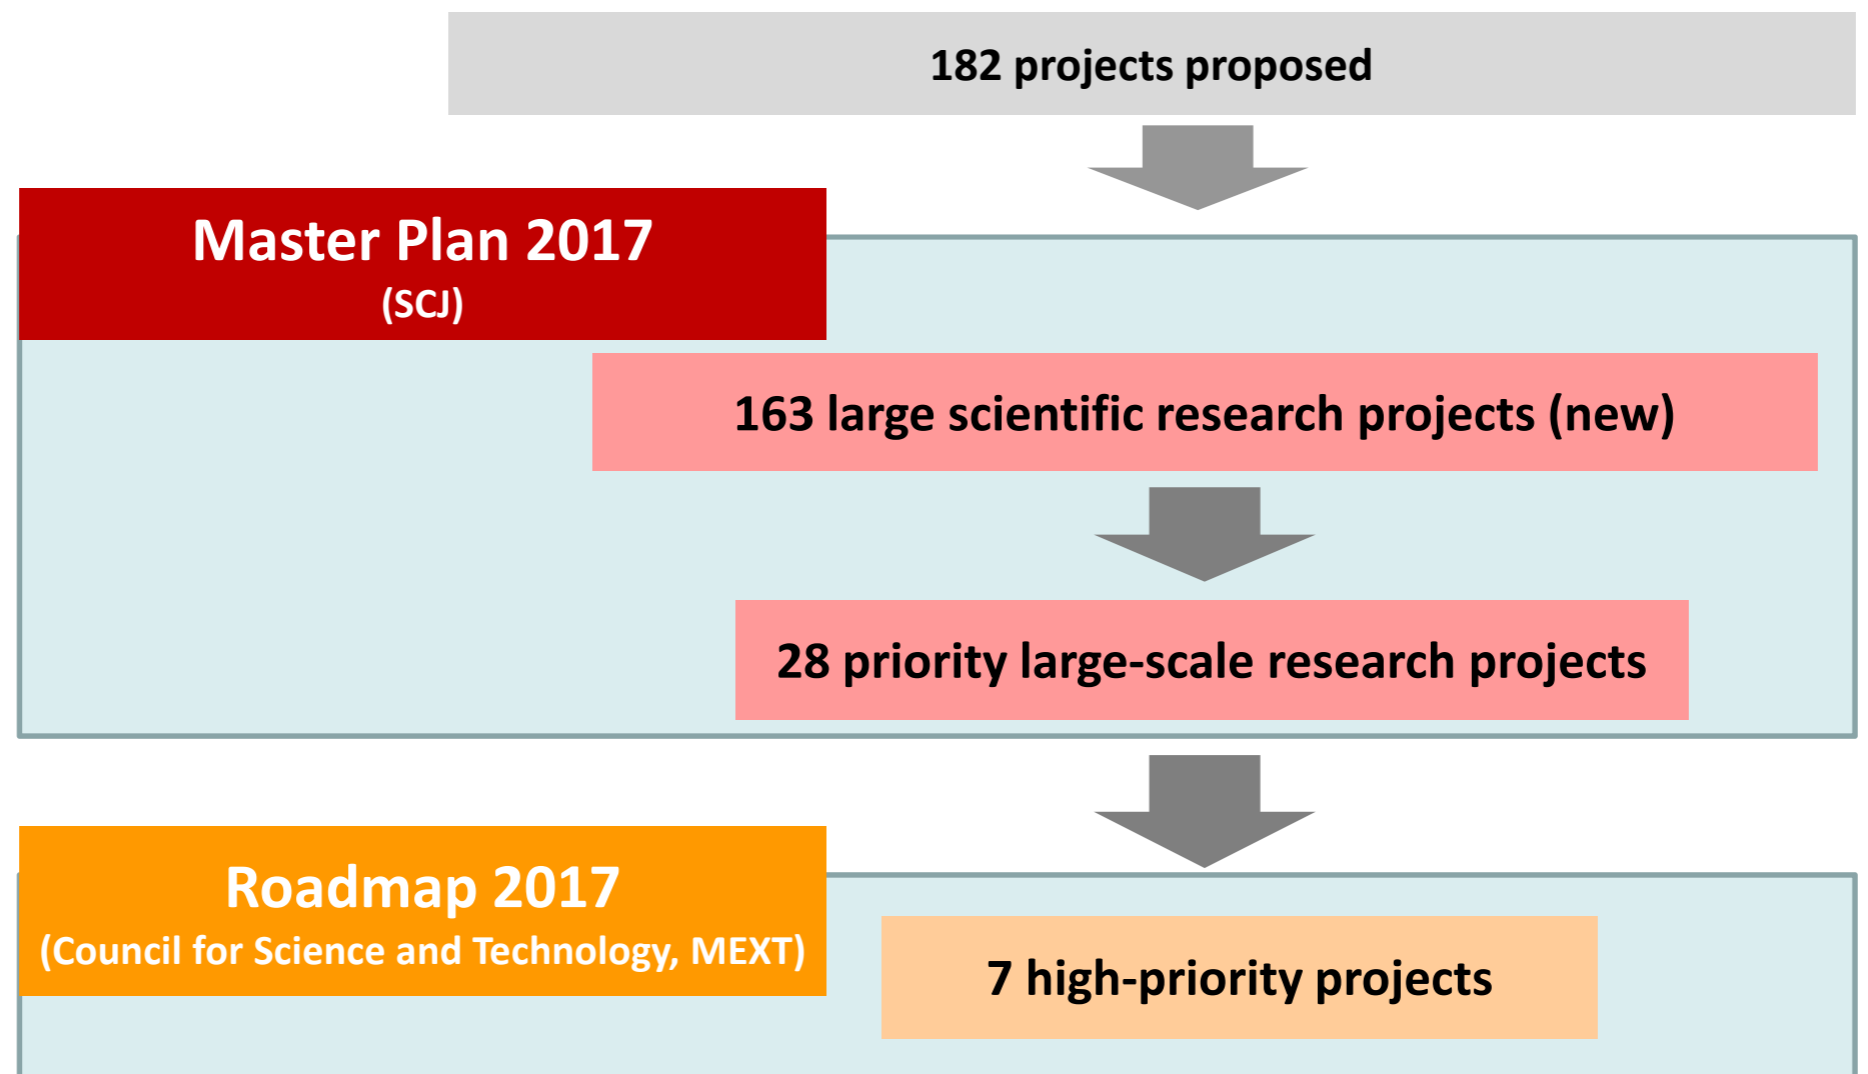 182 projects proposed
Master Plan 2017
(SCJ)
163 large scientific research projects (new)
28 priority large-scale research projects
Roadmap 2017
(Council for Science and Technology, MEXT)
7 high-priority projects